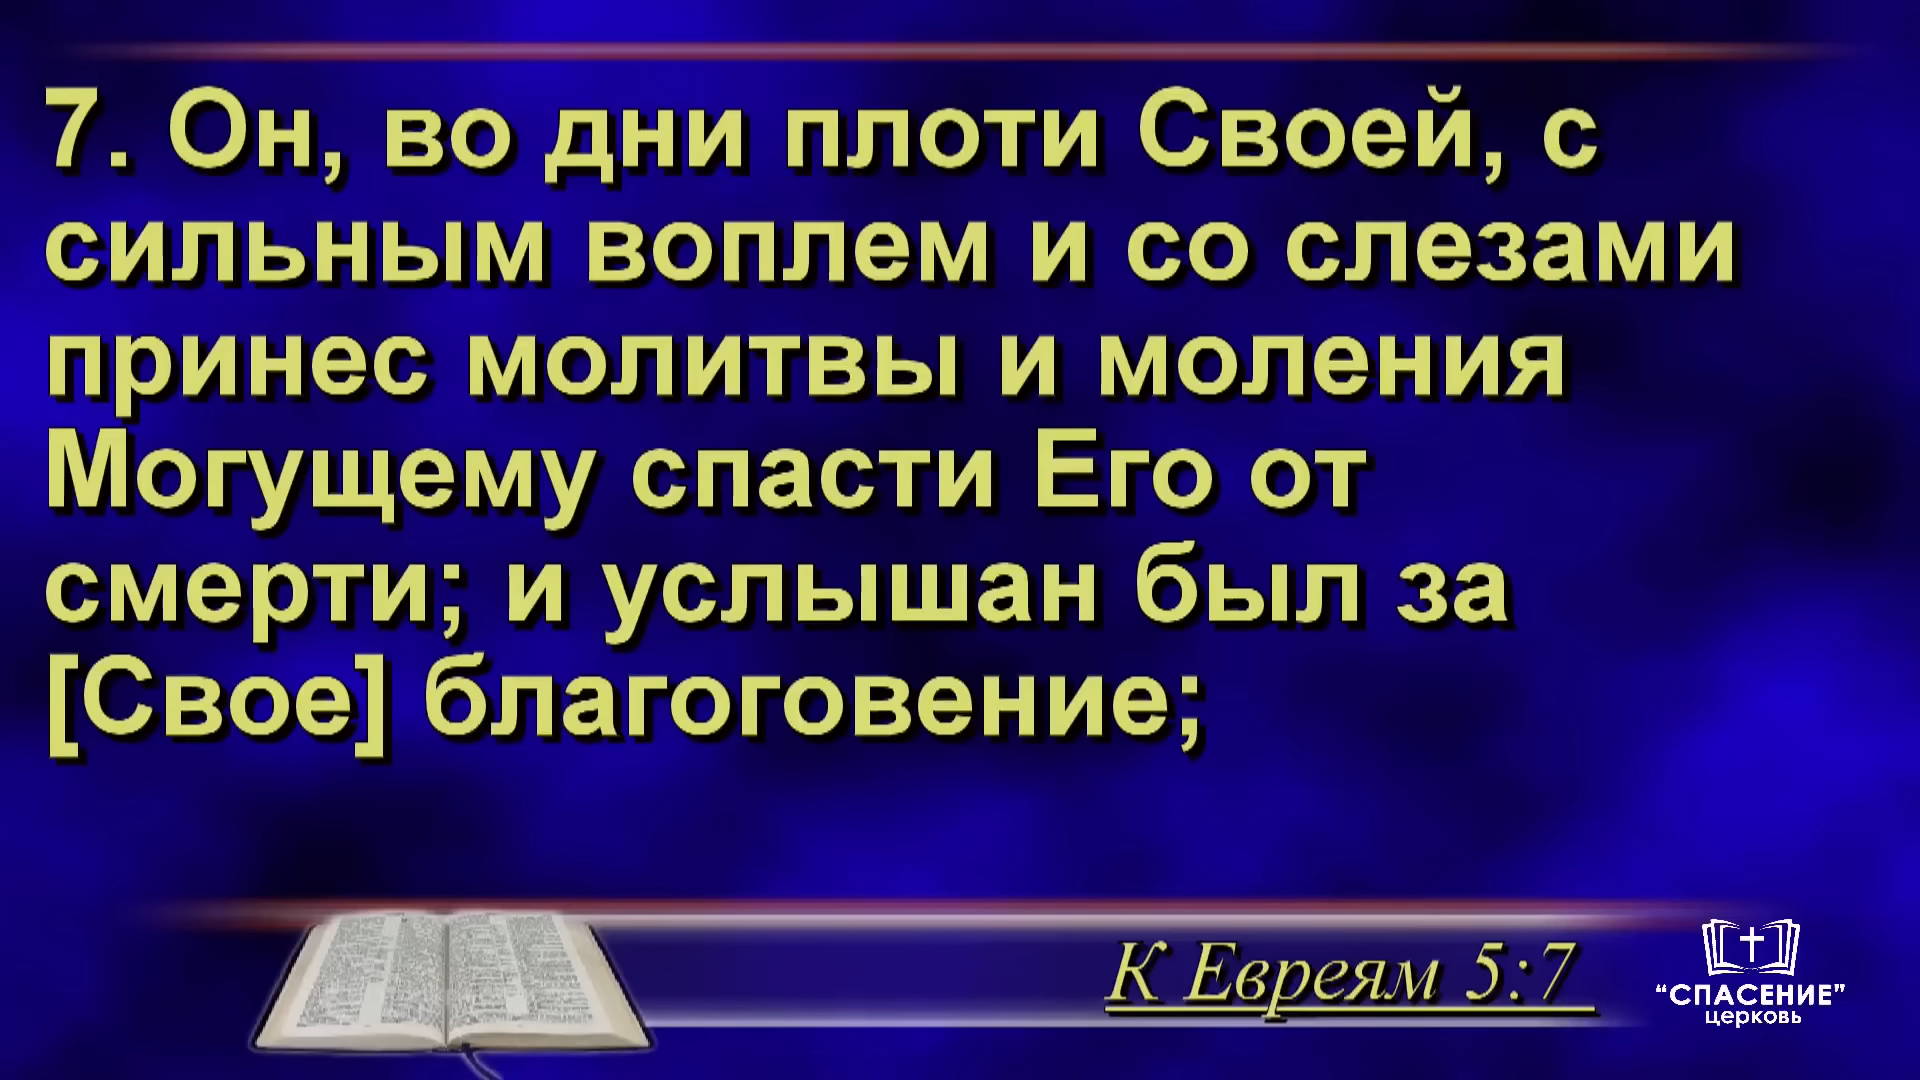 7. Он, во дни плоти Своей, с
сильным воплем и со слезами
принес молитвы и моления
Могущему спасти Его от
смерти; и услышан был за
[Свое] благоговение;
К Евреям 5:7
“СПАСЕНИЕ”
церковь